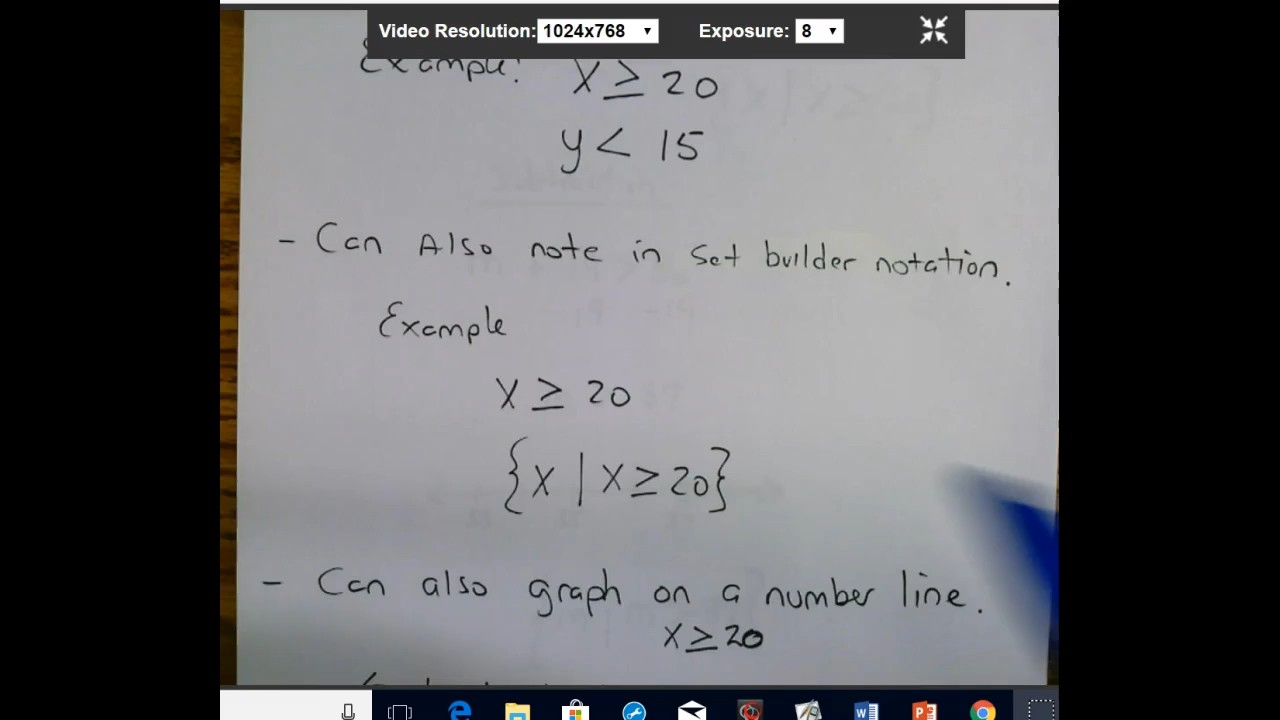 Video Resolution: 1024x768 Exposure: 8
Example:
x ≥ 20
y < 15
- Can Also note in set builder notation.
Example
x ≥ 20
{x | x ≥ 20}
- Can also graph on a number line.
x ≥ 20